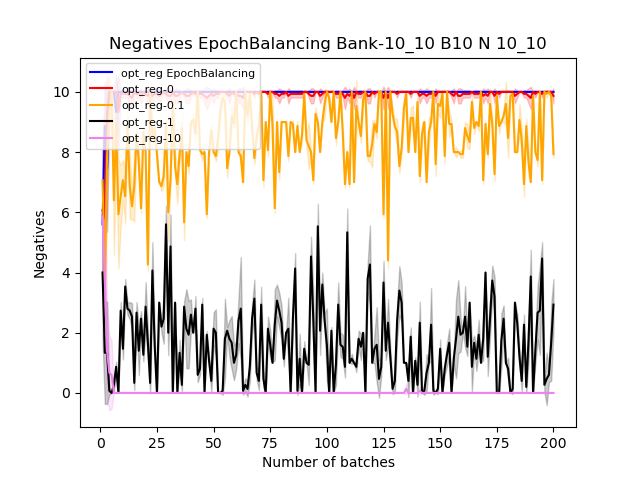 Negatives EpochBalancing Bank-10_10 B10 N 10_10
opt_reg EpochBalancing
opt_reg-0
opt_reg-0.1
opt_reg-1
opt_reg-10
Negatives
10
8
6
4
2
0
0 25 50 75 100 125 150 175 200
Number of batches